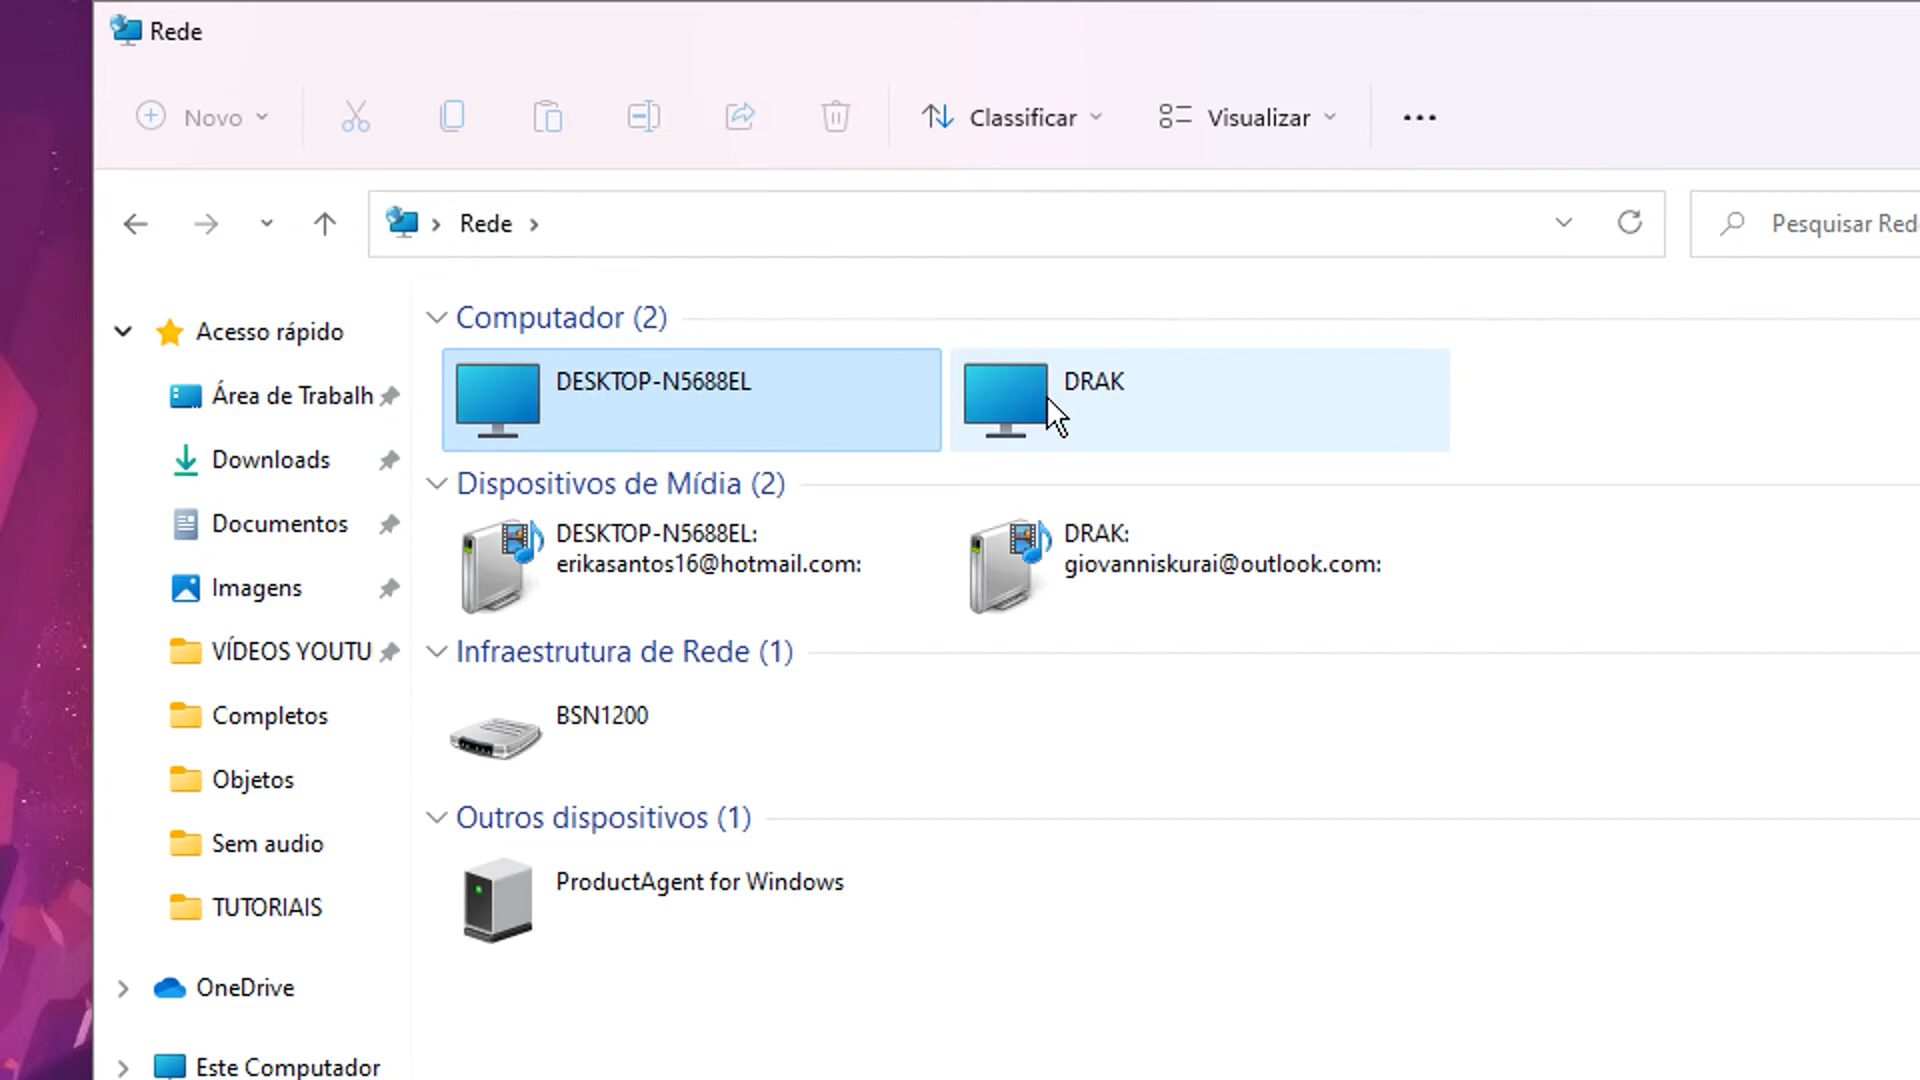 Rede
Novo
Classificar
Visualizar
Rede
Pesquisar Red
Acesso rápido
Área de Trabalh
Downloads
Documentos
Imagens
VÍDEOS YOUTU
Completos
Objetos
Sem audio
TUTORIAIS
OneDrive
Este Computador
Computador (2)
DESKTOP-N5688EL
DRAK
Dispositivos de Mídia (2)
DESKTOP-N5688EL:
erikasantos16@hotmail.com:
DRAK:
giovanniskurai@outlook.com:
Infraestrutura de Rede (1)
BSN1200
Outros dispositivos (1)
ProductAgent for Windows